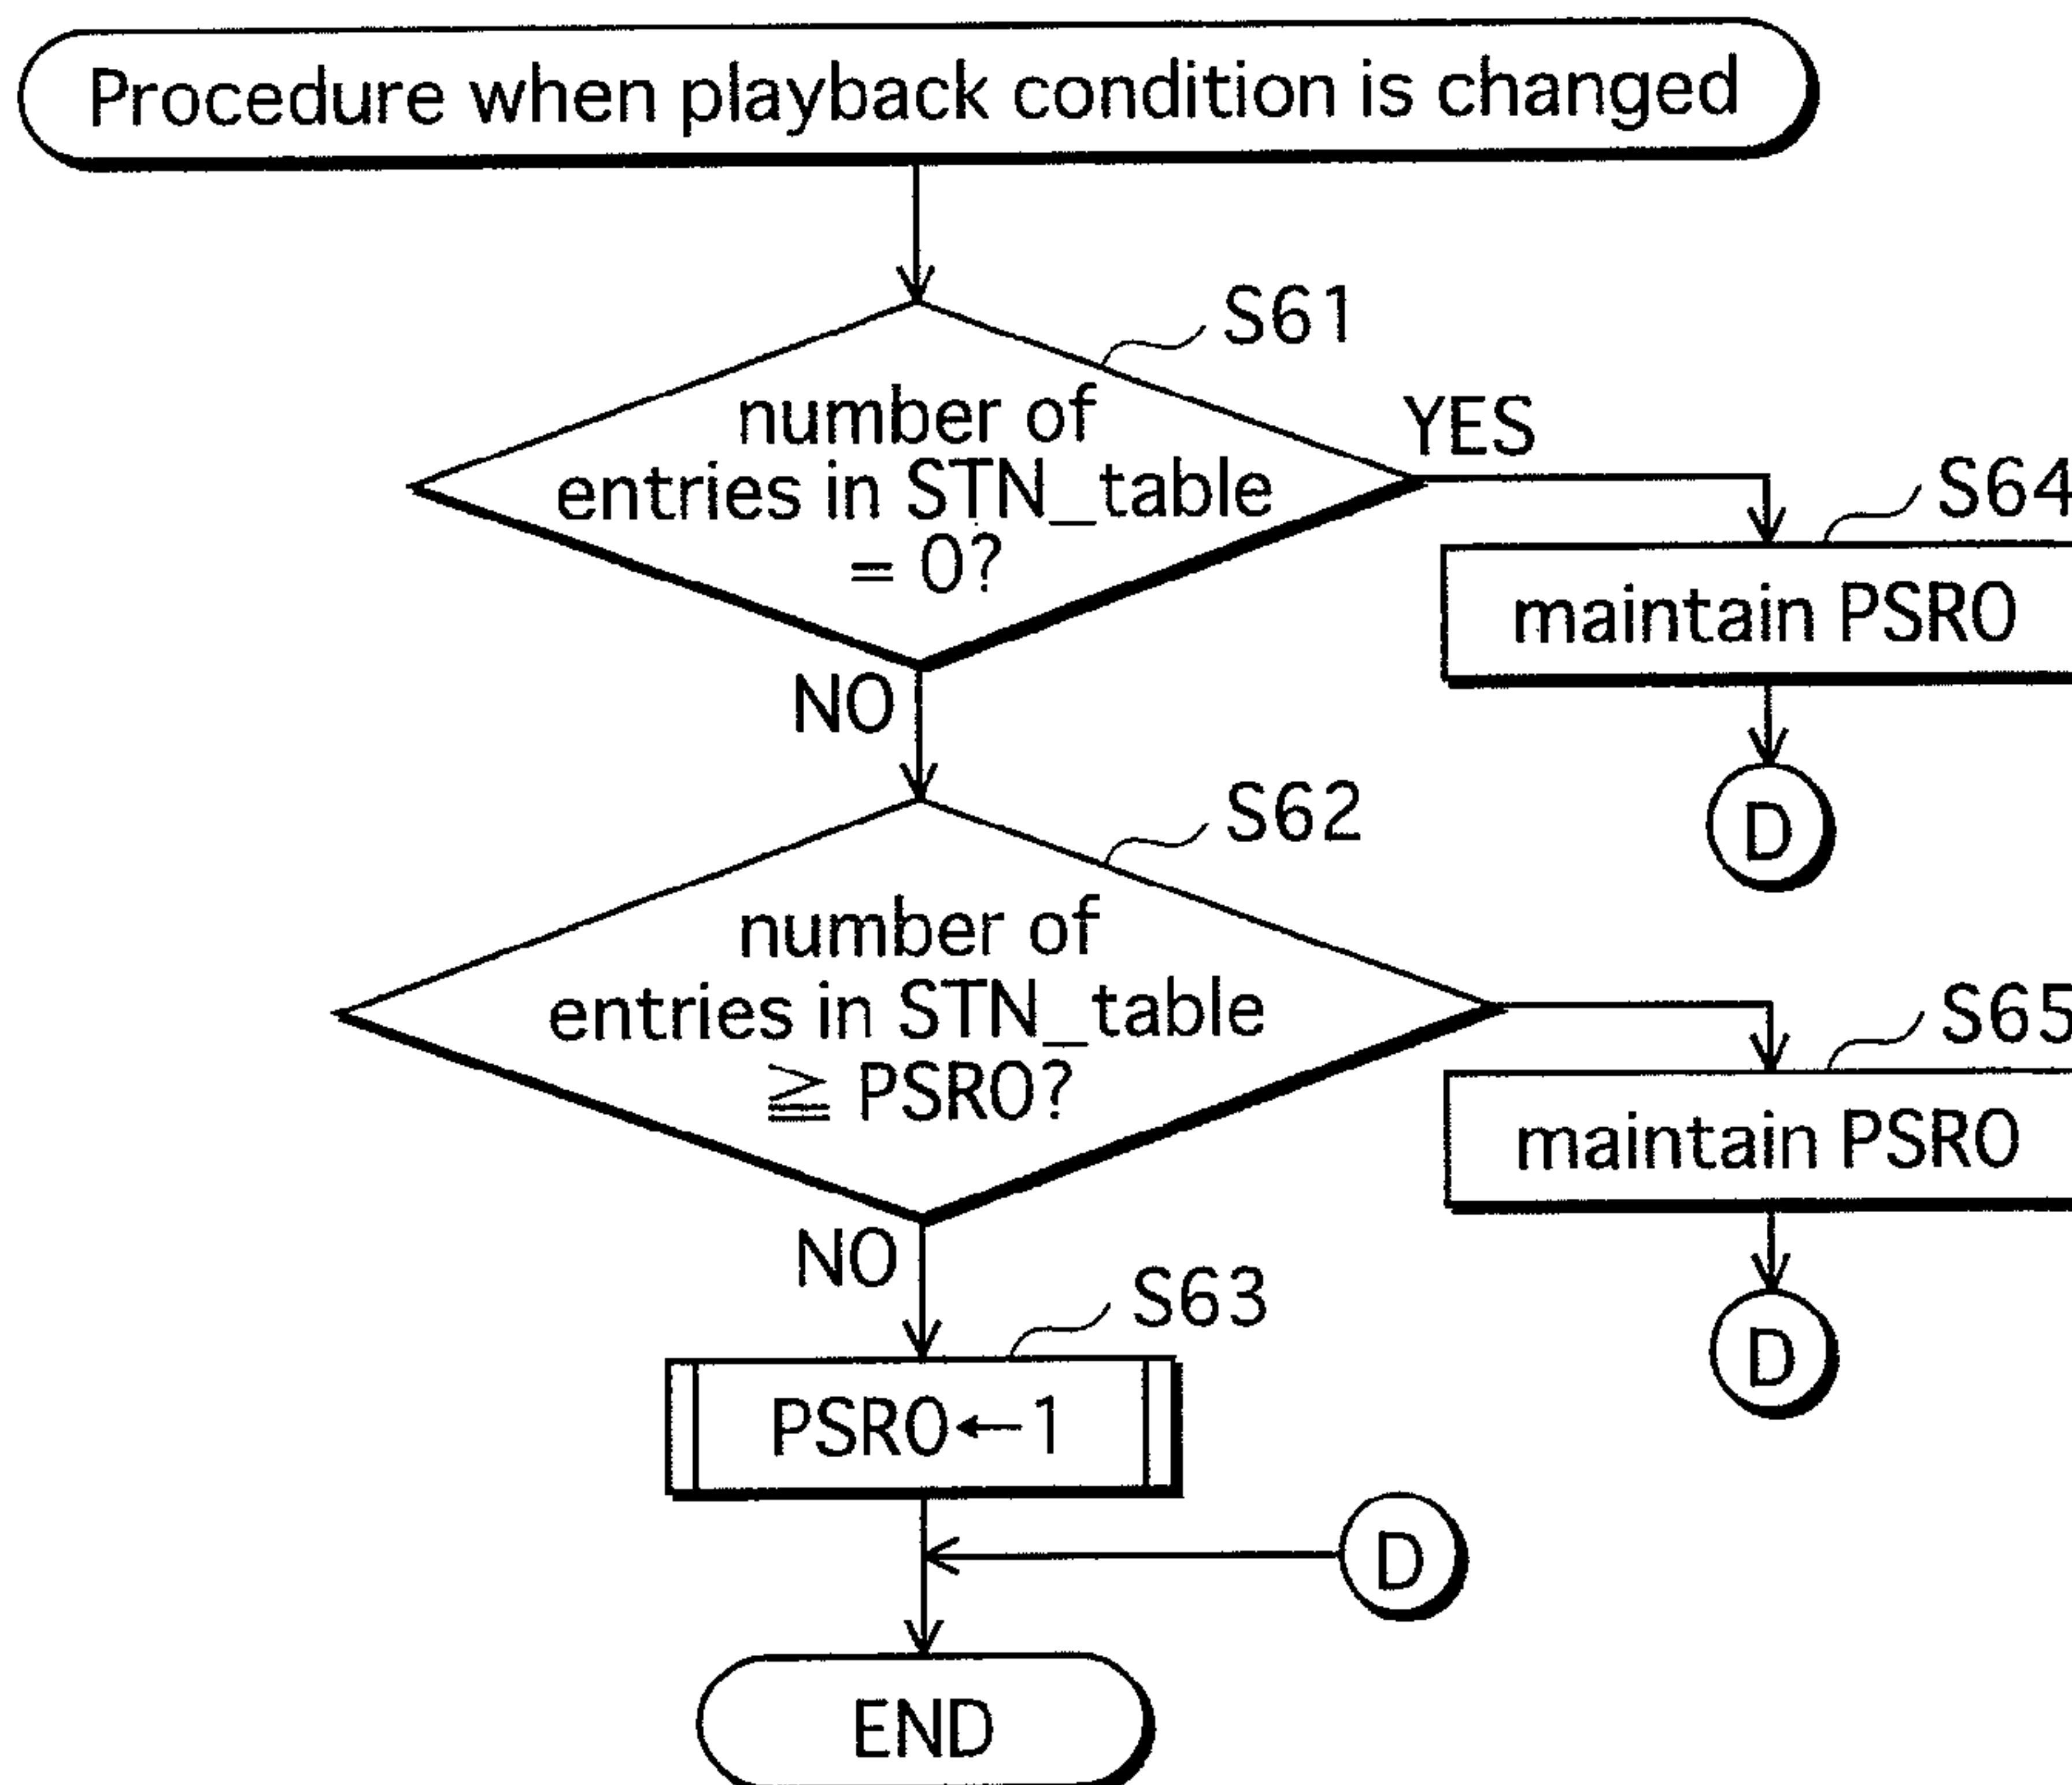 Procedure when playback condition is changed
S61
number of
entries in STN_table
= 0?
YES
S64
maintain PSR0
NO
D
S62
number of
entries in STN_table
≧ PSR0?
S65
maintain PSR0
NO
D
S63
PSR0←1
D
END